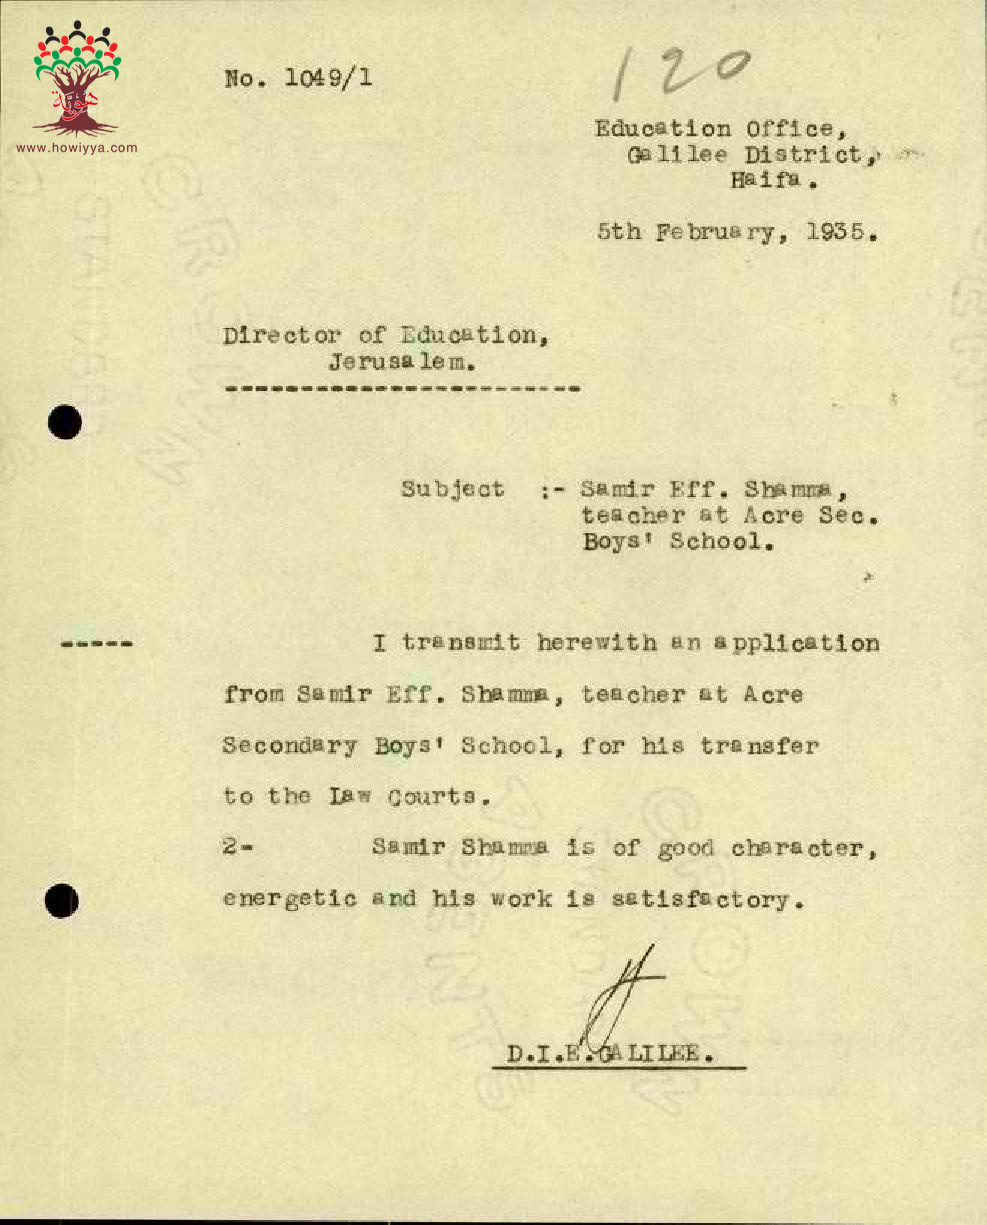 هوية
www.howiyya.com
No. 1049/1
120
Education Office,
Galilee District,
Haifa.
5th February, 1935.
Director of Education,
Jerusalem.
-------------------------
Subject :- Samir Eff. Shamma,
teacher at Acre Sec.
Boys' School.
----- I transmit herewith an application
from Samir Eff. Shamma, teacher at Acre
Secondary Boys' School, for his transfer
to the Law Courts.
2- Samir Shamma is of good character,
energetic and his work is satisfactory.
D.I.E.GALILEE.